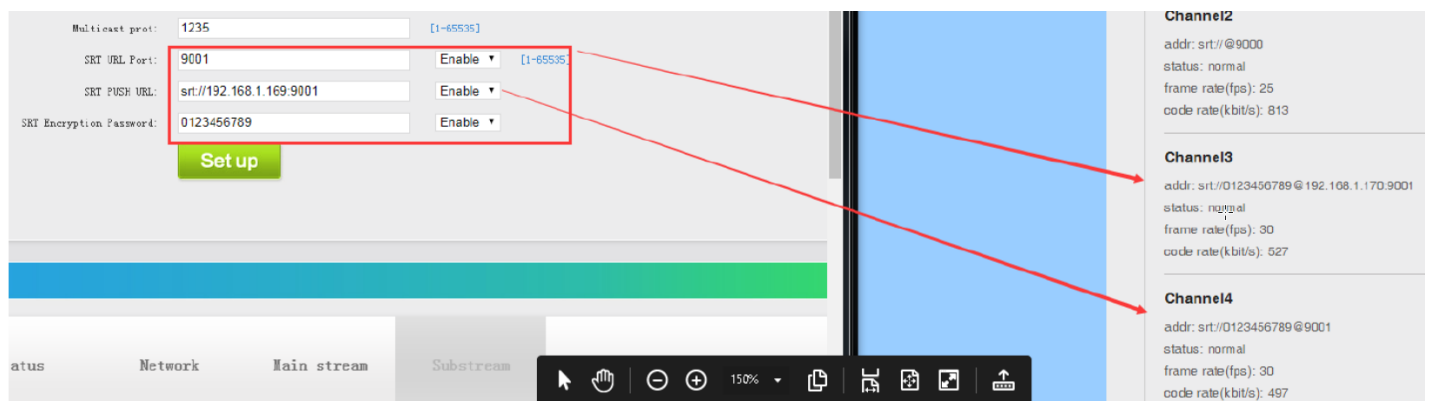 Multicast prot: 1235 [1-65535]
SRT URL Port: 9001 Enable [1-65535]
SRT PUSH URL: srt://192.168.1.169:9001 Enable
SRT Encryption Password: 0123456789 Enable
Set up
atus Network Main stream Substream
150%
Channel2
addr: srt://@9000
status: normal
frame rate(fps): 25
code rate(kbit/s): 813
Channel3
addr: srt://0123456789@192.168.1.170:9001
status: normal
frame rate(fps): 30
code rate(kbit/s): 527
Channel4
addr: srt://0123456789@9001
status: normal
frame rate(fps): 30
code rate(kbit/s): 497